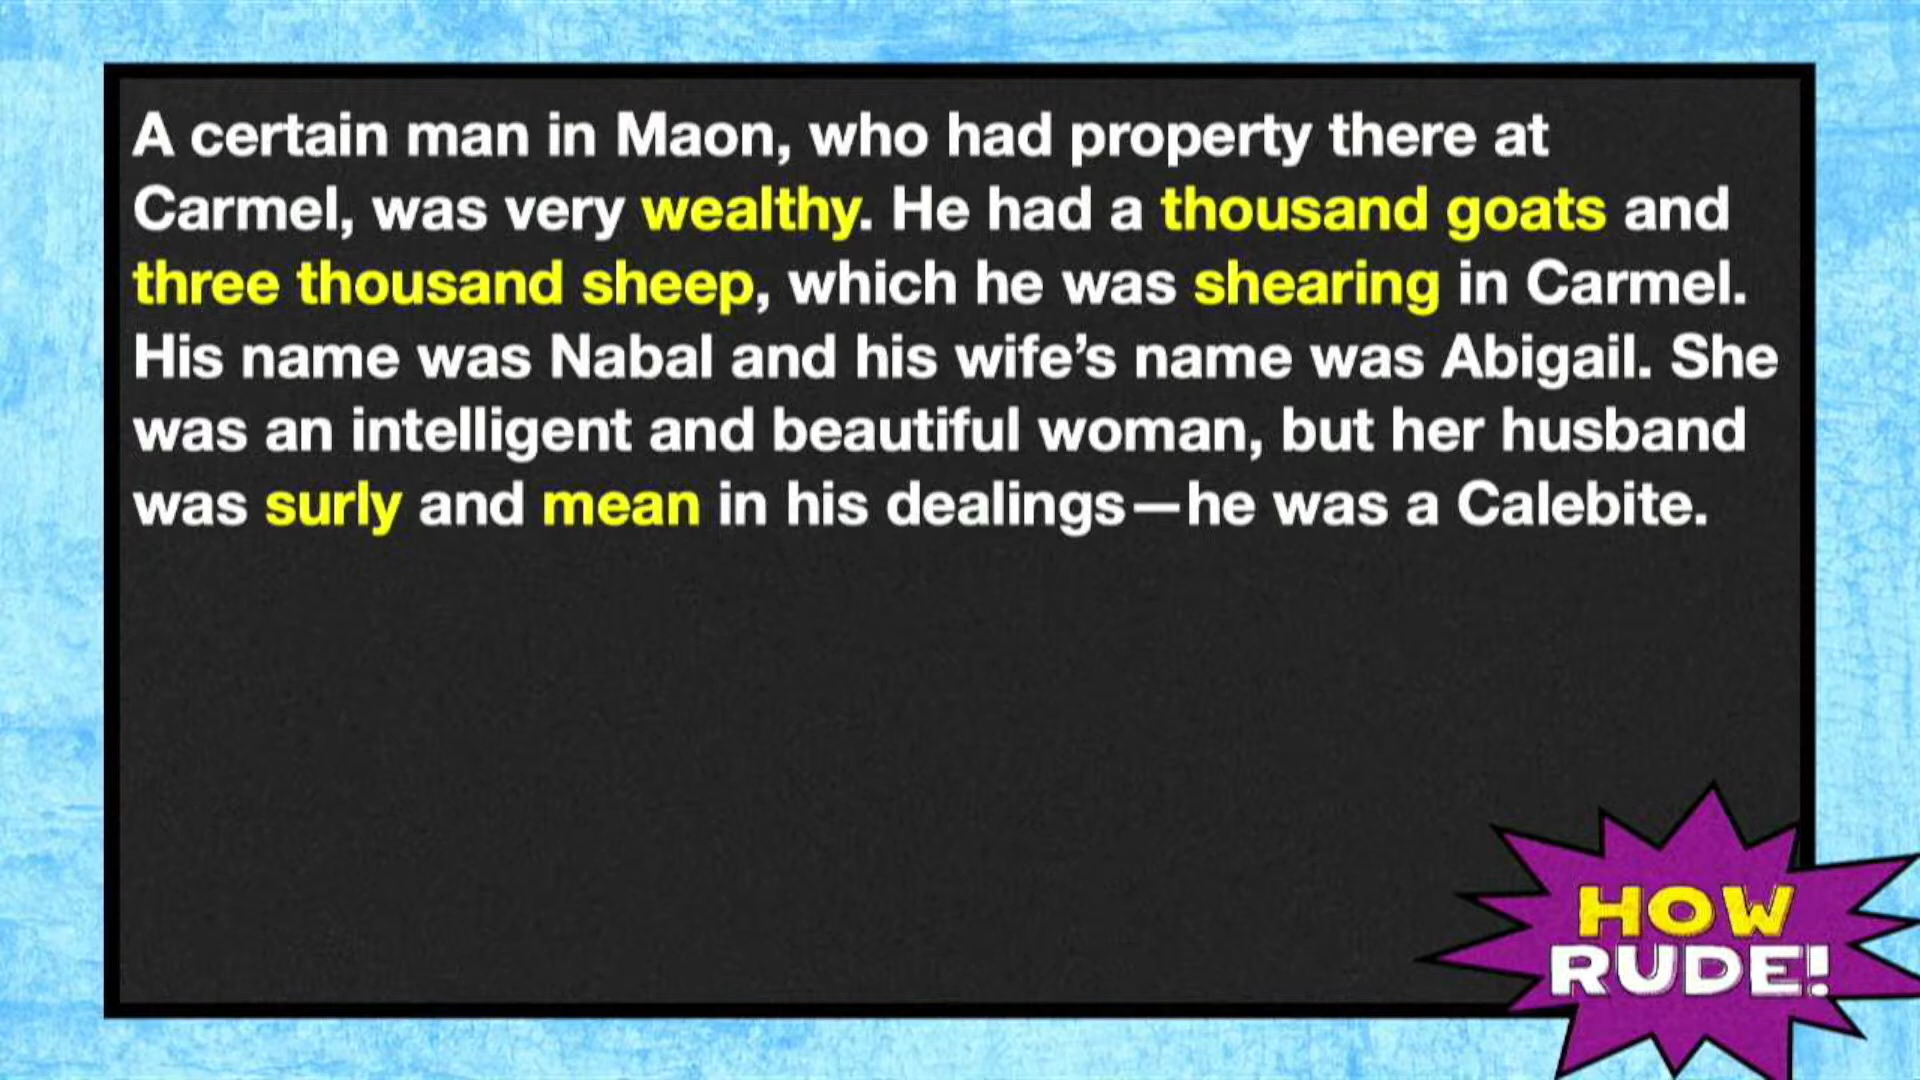 A certain man in Maon, who had property there at
Carmel, was very wealthy. He had a thousand goats and
three thousand sheep, which he was shearing in Carmel.
His name was Nabal and his wife’s name was Abigail. She
was an intelligent and beautiful woman, but her husband
was surly and mean in his dealings—he was a Calebite.
HOW
RUDE!